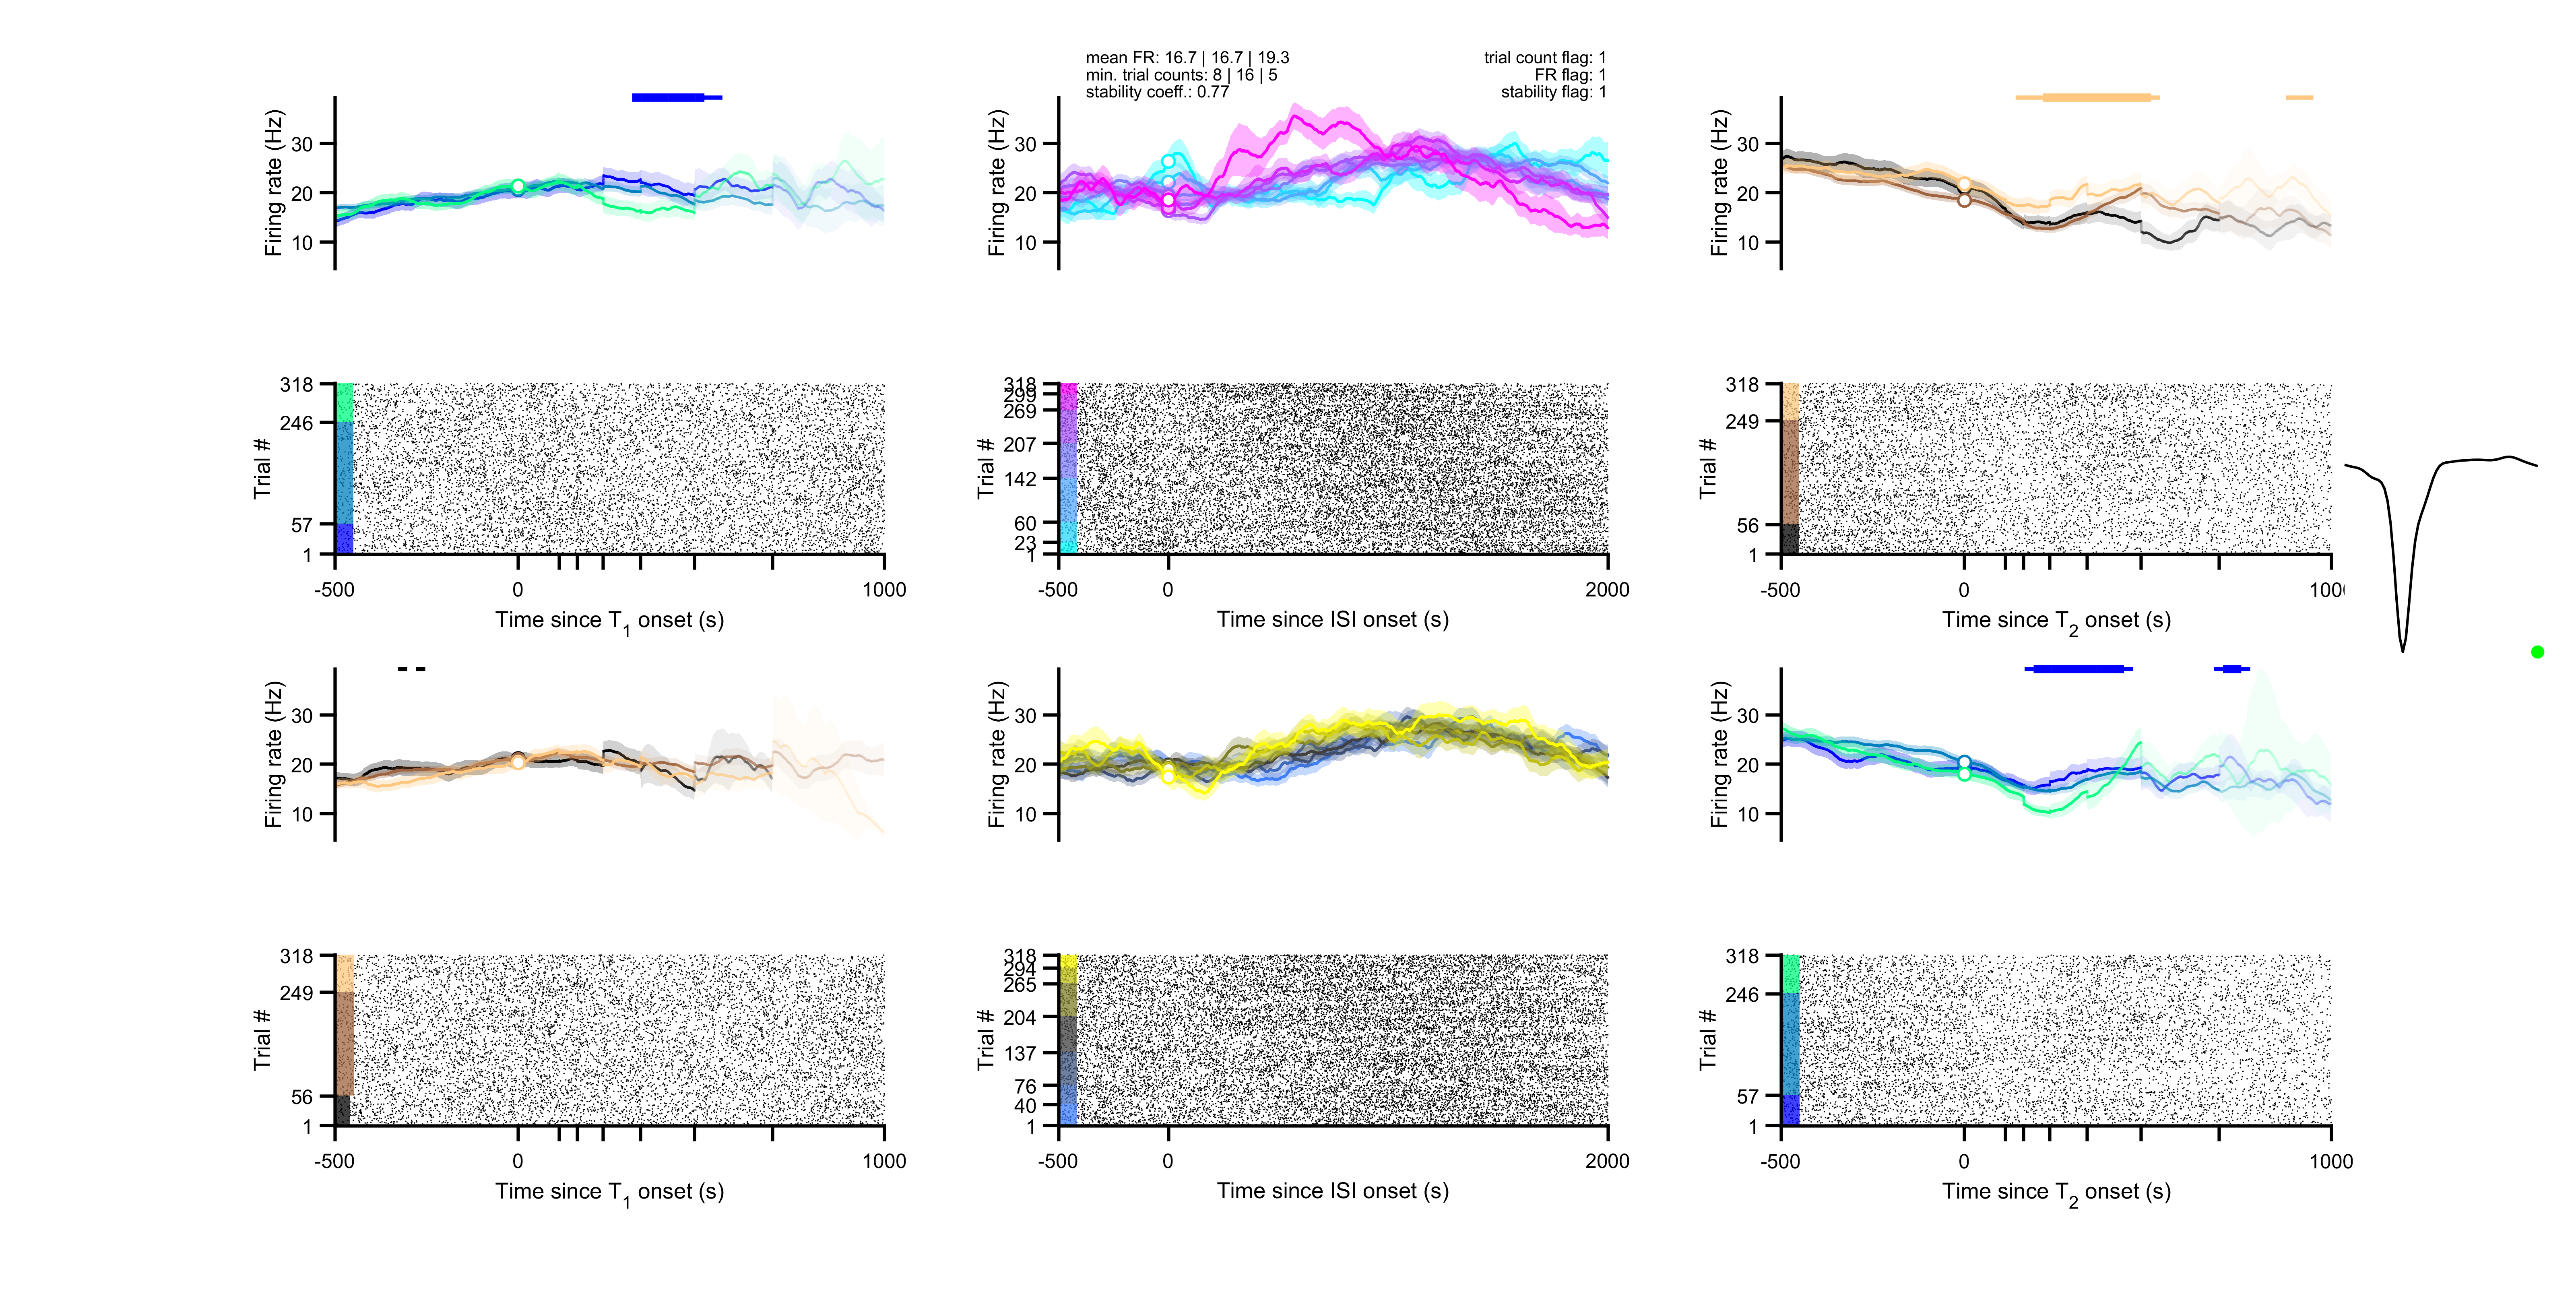 mean FR: 16.7 | 16.7 | 19.3
min. trial counts: 8 | 16 | 5
stability coeff.: 0.77
trial count flag: 1
FR flag: 1
stability flag: 1
Firing rate (Hz)
30
20
10
Firing rate (Hz)
30
20
10
Firing rate (Hz)
30
20
10
Trial #
318
246
57
1
-500
0
1000
Time since T1 onset (s)
Trial #
318
299
269
207
142
60
23
1
-500
0
2000
Time since ISI onset (s)
Trial #
318
249
56
1
-500
0
100
Time since T2 onset (s)
Firing rate (Hz)
30
20
10
Firing rate (Hz)
30
20
10
Firing rate (Hz)
30
20
10
Trial #
318
249
56
1
-500
0
1000
Time since T1 onset (s)
Trial #
318
294
265
204
137
76
40
1
-500
0
2000
Time since ISI onset (s)
Trial #
318
246
57
1
-500
0
1000
Time since T2 onset (s)